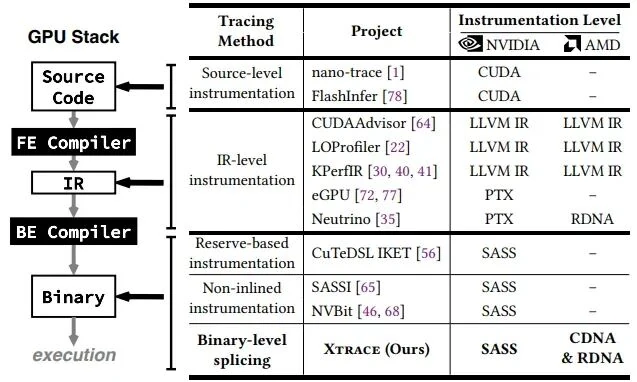 GPU Stack
Source
Code
FE Compiler
IR
BE Compiler
Binary
execution
Tracing Method Project Instrumentation Level
NVIDIA AMD
Source-level instrumentation nano-trace [1] CUDA –
FlashInfer [78] CUDA –
IR-level instrumentation CUDAAdvisor [64] LLVM IR LLVM IR
LOProfiler [22] LLVM IR LLVM IR
KPerfIR [30, 40, 41] LLVM IR LLVM IR
eGPU [72, 77] PTX –
Neutrino [35] PTX RDNA
Reserve-based instrumentation CuTeDSL IKET [56] SASS –
Non-inlined instrumentation SASSI [65] SASS –
NVBit [46, 68] SASS –
Binary-level splicing XTRACE (Ours) SASS CDNA & RDNA